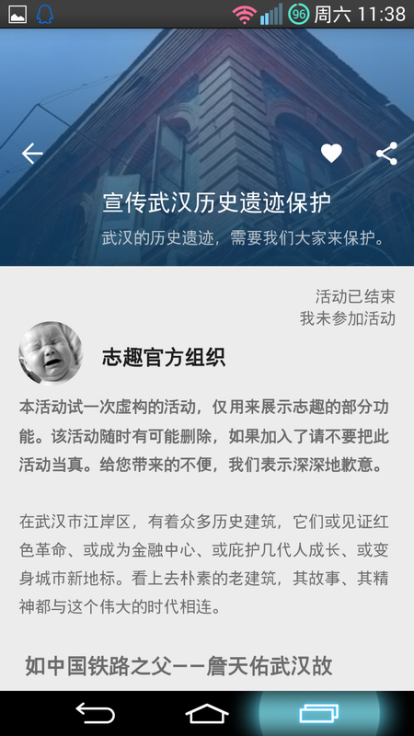 96 周六 11:38
宣传武汉历史遗迹保护
武汉的历史遗迹，需要我们大家来保护。
活动已结束
我未参加活动
志趣官方组织
本活动试一次虚构的活动，仅用来展示志趣的部分功
能。该活动随时有可能删除，如果加入了请不要把此
活动当真。给您带来的不便，我们表示深深地歉意。
在武汉市江岸区，有着众多历史建筑，它们或见证红
色革命、或成为金融中心、或庇护几代人成长、或变
身城市新地标。看上去朴素的老建筑，其故事、其精
神都与这个伟大的时代相连。
如中国铁路之父——詹天佑武汉故